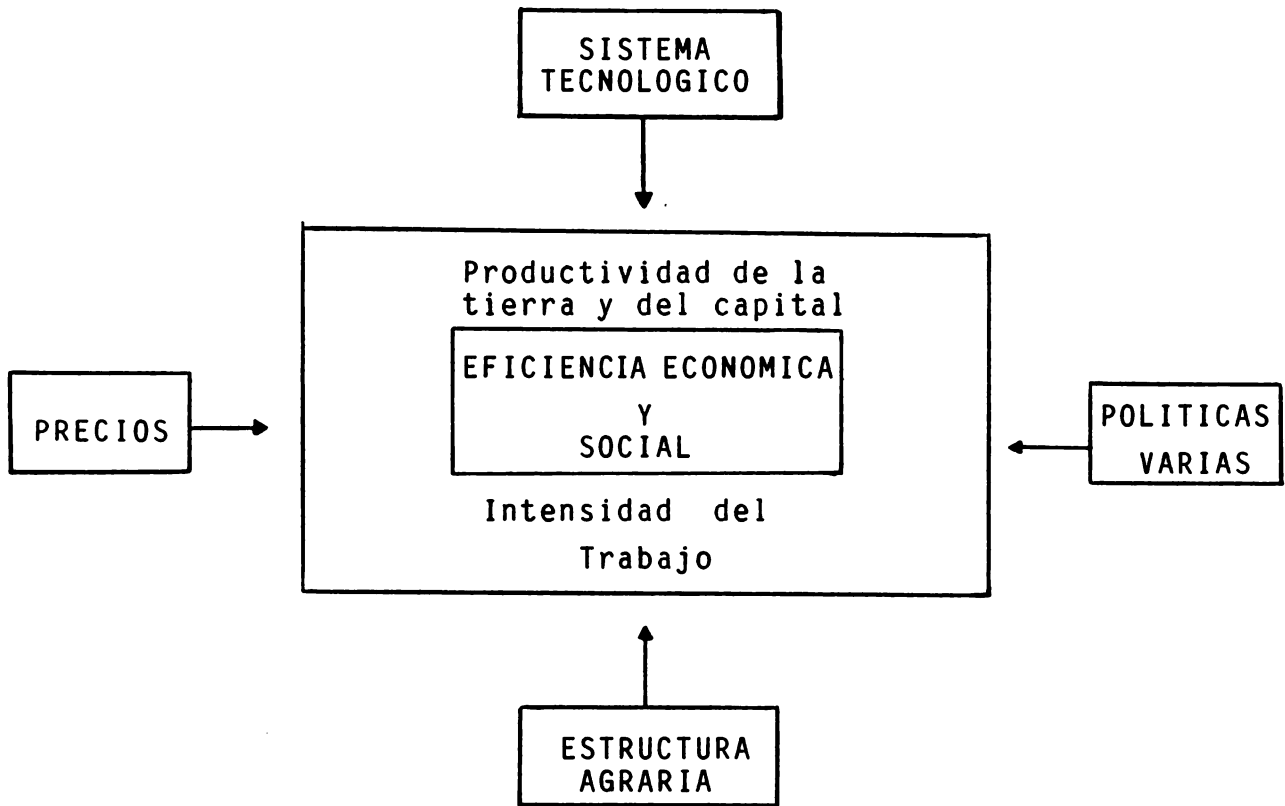 SISTEMA
TECNOLOGICO
Productividad de la
tierra y del capital
EFICIENCIA ECONOMICA
Y
SOCIAL
Intensidad del
Trabajo
PRECIOS
POLITICAS
VARIAS
ESTRUCTURA
AGRARIA